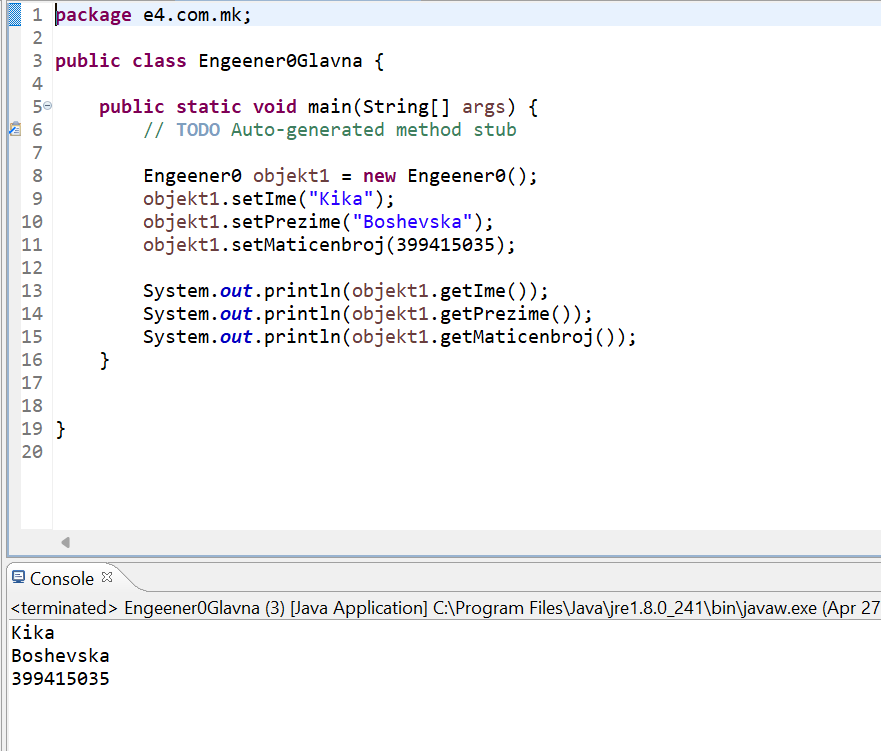 1 package e4.com.mk;
2
3 public class Engeener0Glavna {
4
5 public static void main(String[] args) {
6 // TODO Auto-generated method stub
7
8 Engeener0 objekt1 = new Engeener0();
9 objekt1.setIme("Kika");
10 objekt1.setPrezime("Boshevska");
11 objekt1.setMaticenbroj(399415035);
12
13 System.out.println(objekt1.getIme());
14 System.out.println(objekt1.getPrezime());
15 System.out.println(objekt1.getMaticenbroj());
16 }
17
18
19 }
20
Console
<terminated> Engeener0Glavna (3) [Java Application] C:\Program Files\Java\jre1.8.0_241\bin\javaw.exe (Apr 27
Kika
Boshevska
399415035